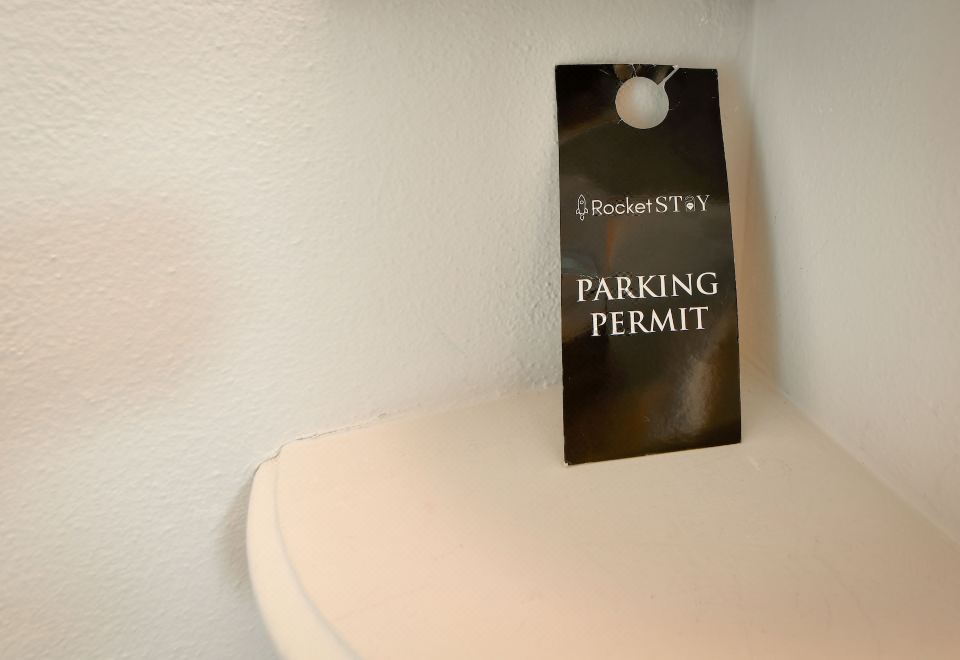 RocketSTAY
PARKING
PERMIT